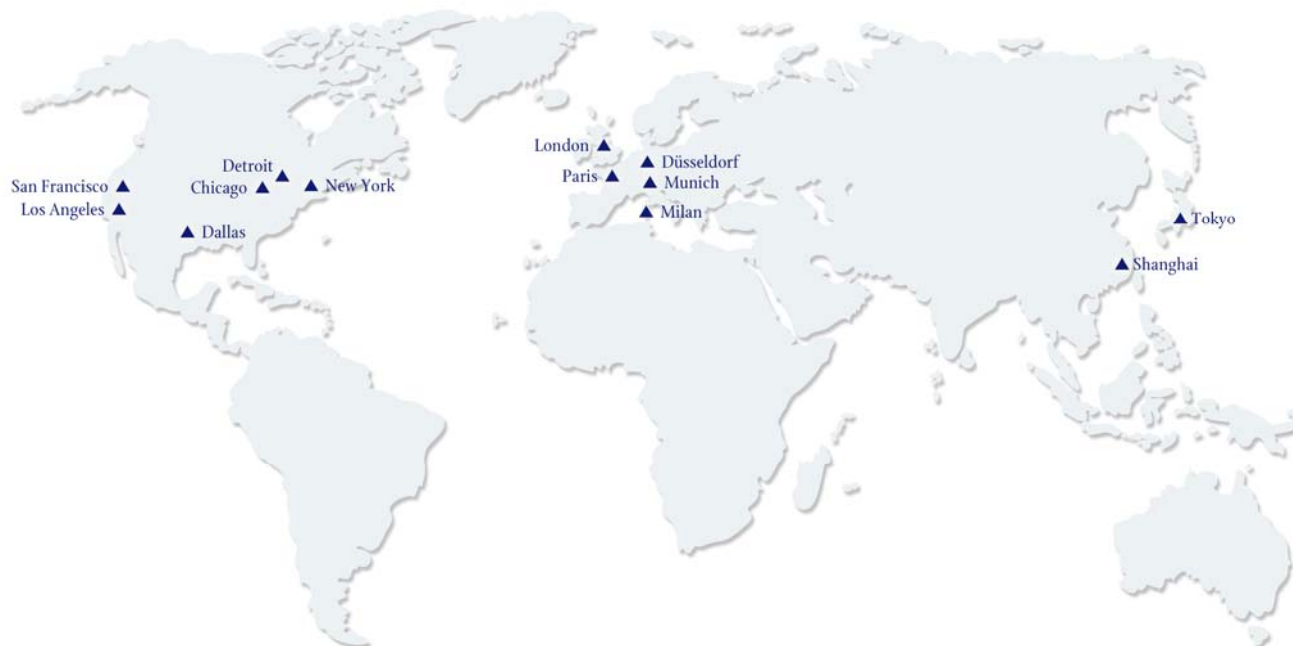 London
Düsseldorf
Detroit
Paris
Munich
San Francisco
Chicago
New York
Los Angeles
Milan
Tokyo
Dallas
Shanghai